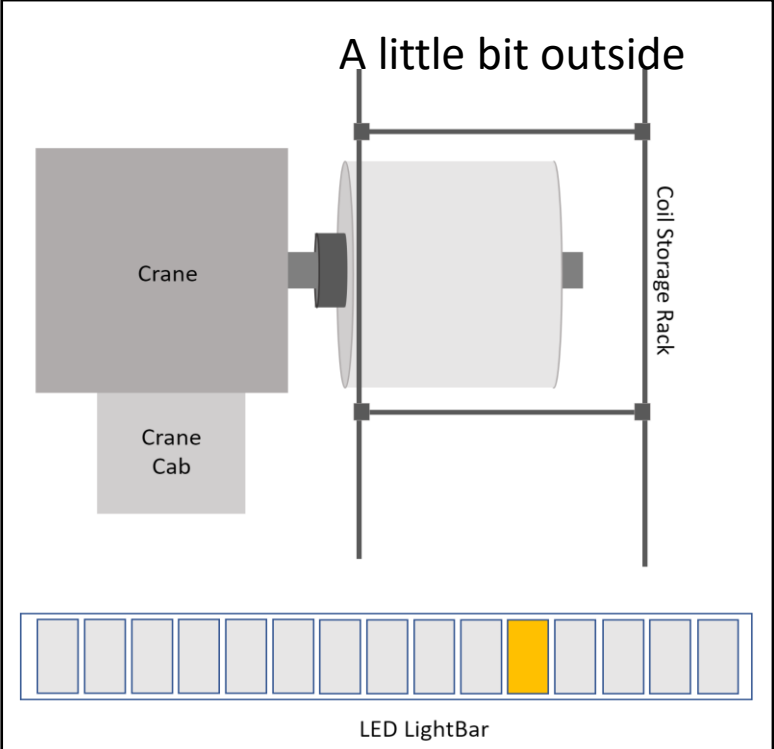 A little bit outside
Crane
Coil Storage Rack
Crane
Cab
LED LightBar